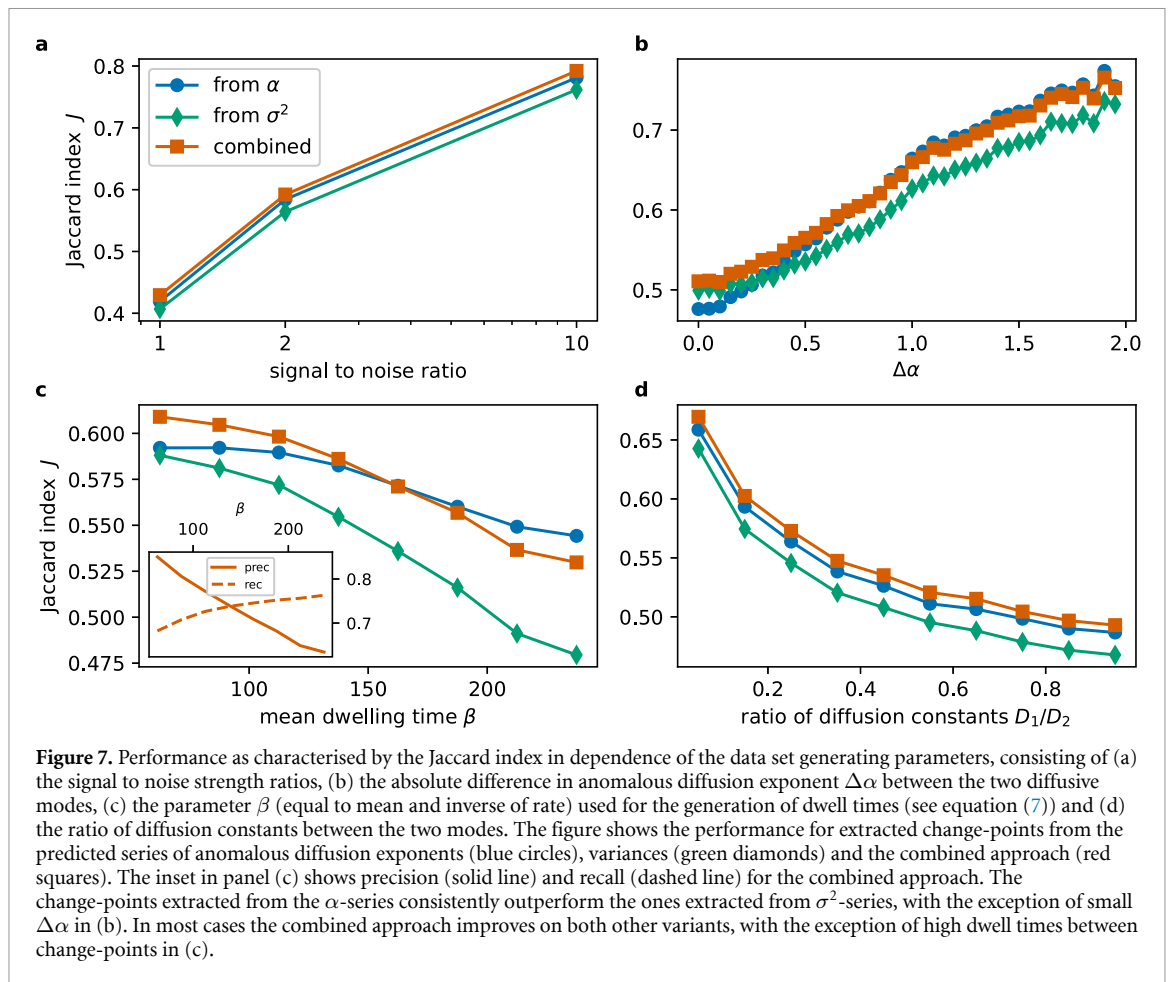 a
0.8
0.7
0.6
0.5
0.4
Jaccard index J
from α
from σ²
combined
1
2
10
signal to noise ratio
b
0.7
0.6
0.5
0.0
0.5
1.0
1.5
2.0
Δα
c
0.600
0.575
0.550
0.525
0.500
0.475
Jaccard index J
β
100
200
prec
rec
0.8
0.7
100
150
200
mean dwelling time β
d
0.65
0.60
0.55
0.50
0.2
0.4
0.6
0.8
ratio of diffusion constants D₁/D₂
Figure 7. Performance as characterised by the Jaccard index in dependence of the data set generating parameters, consisting of (a)
the signal to noise strength ratios, (b) the absolute difference in anomalous diffusion exponent Δα between the two diffusive
modes, (c) the parameter β (equal to mean and inverse of rate) used for the generation of dwell times (see equation (7)) and (d)
the ratio of diffusion constants between the two modes. The figure shows the performance for extracted change-points from the
predicted series of anomalous diffusion exponents (blue circles), variances (green diamonds) and the combined approach (red
squares). The inset in panel (c) shows precision (solid line) and recall (dashed line) for the combined approach. The
change-points extracted from the α-series consistently outperform the ones extracted from σ²-series, with the exception of small
Δα in (b). In most cases the combined approach improves on both other variants, with the exception of high dwell times between
change-points in (c).